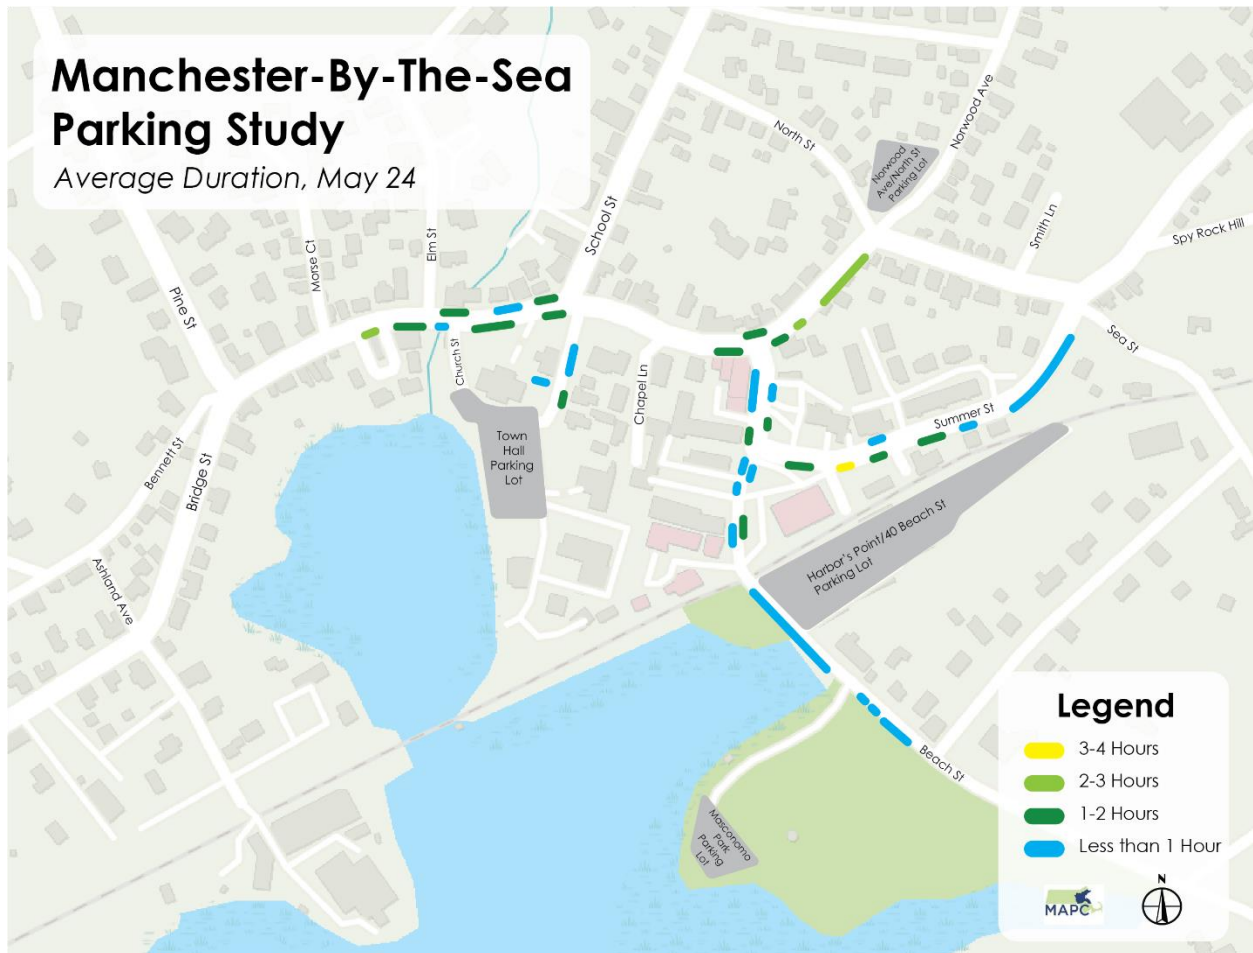 Manchester-By-The-Sea
Parking Study
Average Duration, May 24
North St
Norwood Ave
Norwood
Ave/North St
Parking Lot
School St
Smith Ln
Spy Rock Hill
Elm St
Morse Ct
Pine St
Sea St
Church St
Chapel Ln
Summer St
Town
Hall
Parking
Lot
Bennett St
Bridge St
Harbor's Point/40 Beach St
Parking Lot
Ashland Ave
Beach St
Masconomo
Park
Parking
Lot
Legend
3-4 Hours
2-3 Hours
1-2 Hours
Less than 1 Hour
MAPC
N